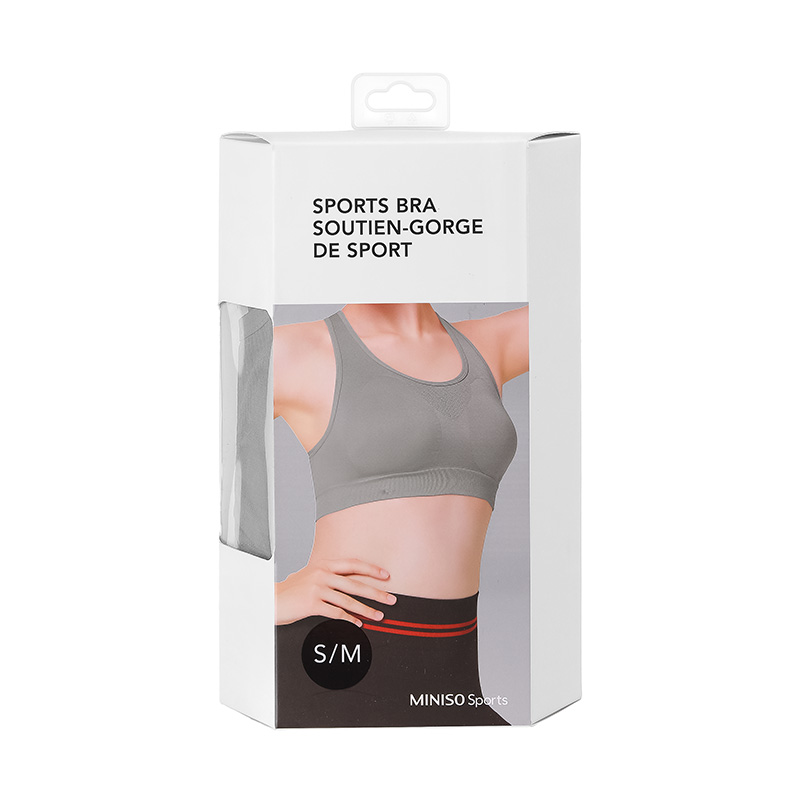 SPORTS BRA
SOUTIEN-GORGE
DE SPORT
S/M
MINISO Sports